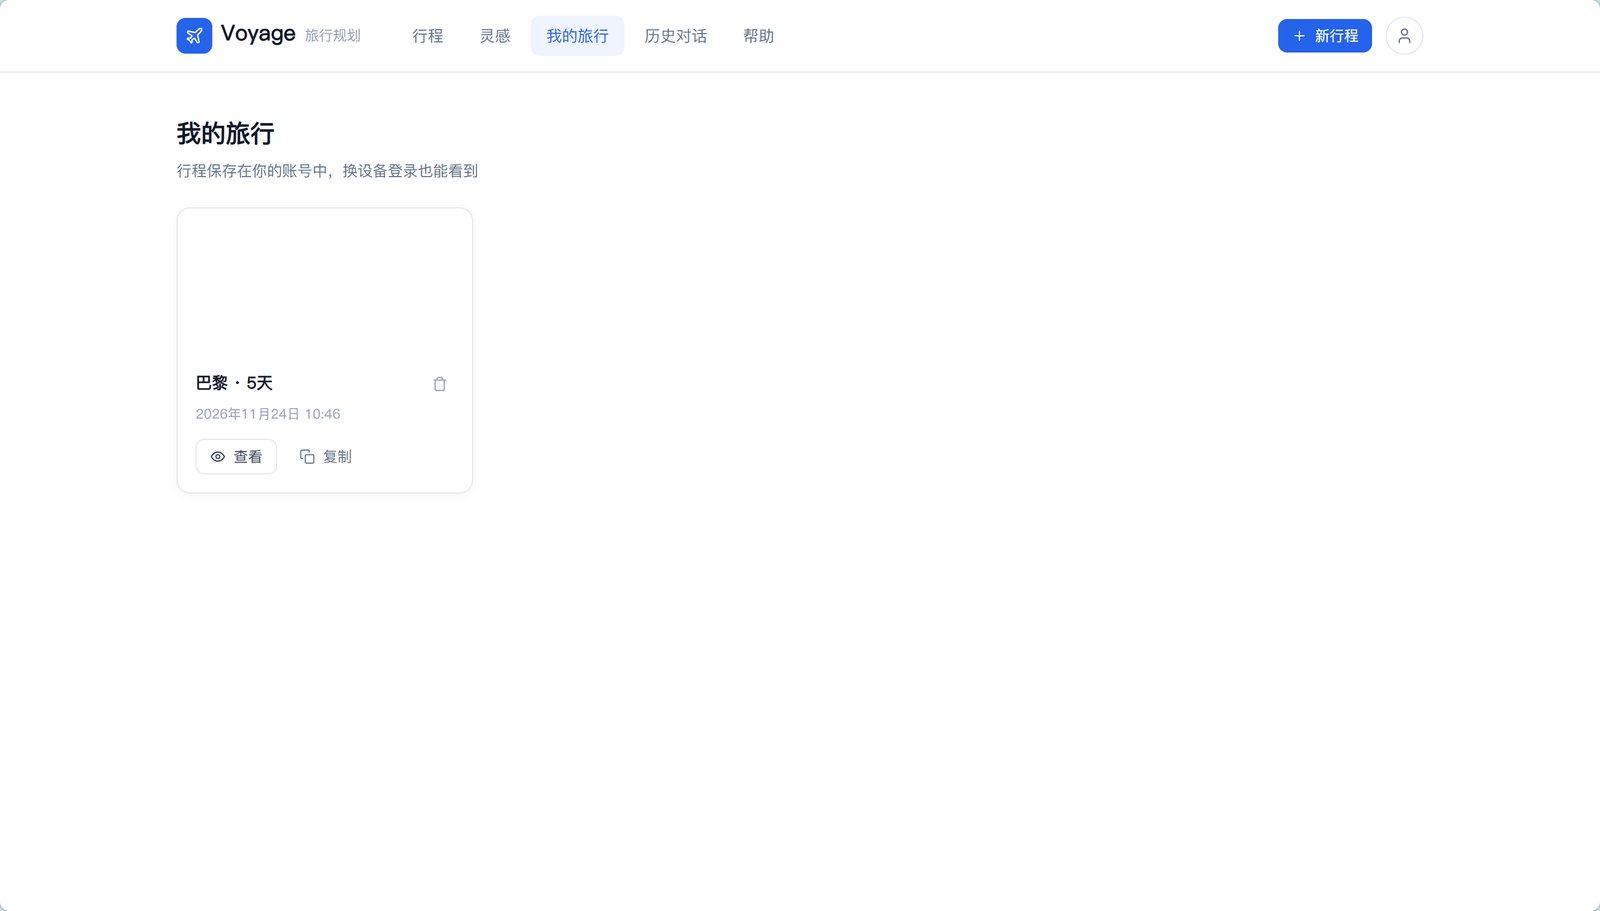 Voyage 旅行规划 行程 灵感 我的旅行 历史对话 帮助 新行程
我的旅行
行程保存在你的账号中，换设备登录也能看到
巴黎 · 5天
2026年11月24日 10:46
查看 复制